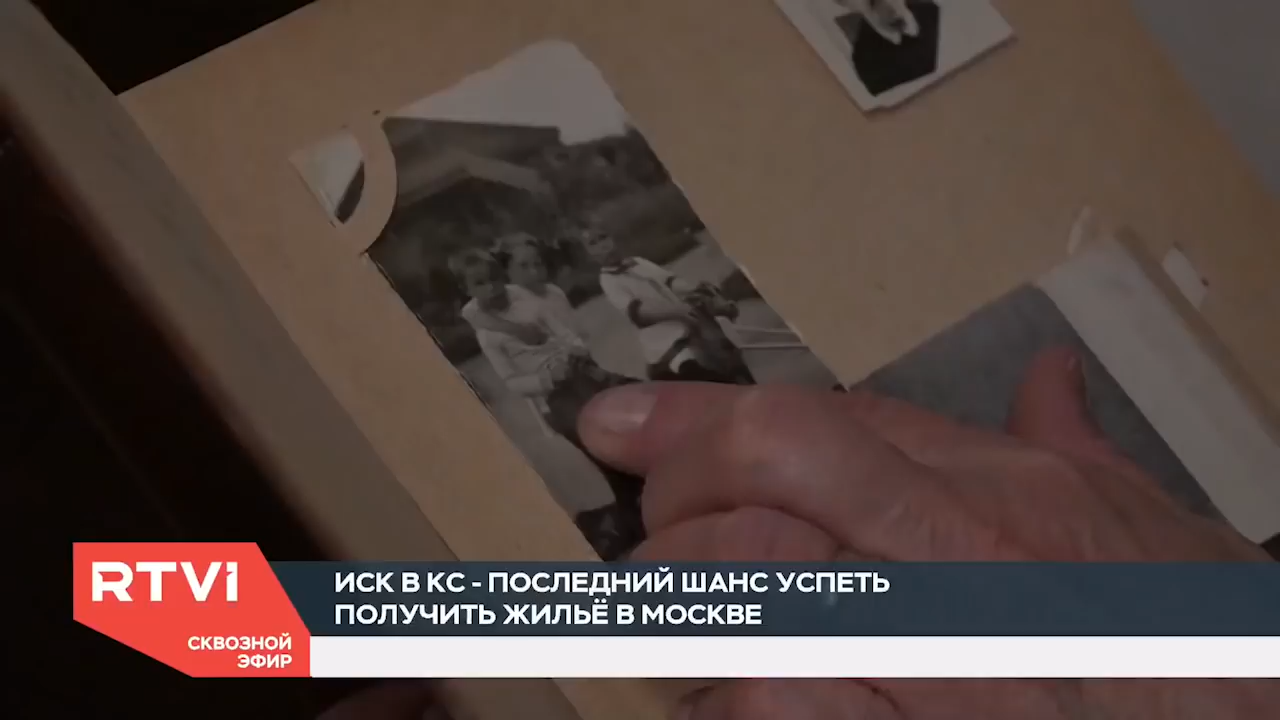 ИСК В КС - ПОСЛЕДНИЙ ШАНС УСПЕТЬ
ПОЛУЧИТЬ ЖИЛЬЁ В МОСКВЕ
RTVI
СКВОЗНОЙ
ЭФИР